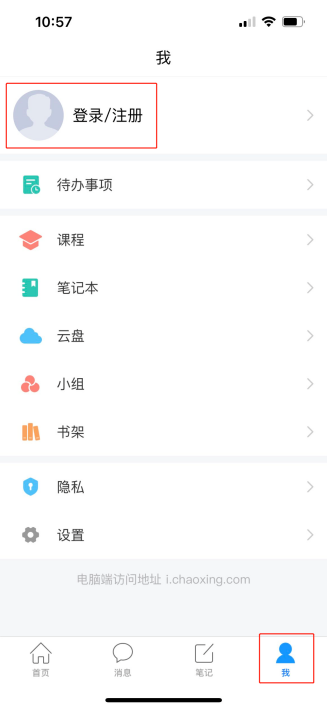 10:57
我
登录/注册
待办事项
课程
笔记本
云盘
小组
书架
隐私
设置
电脑端访问地址 i.chaoxing.com
首页
消息
笔记
我